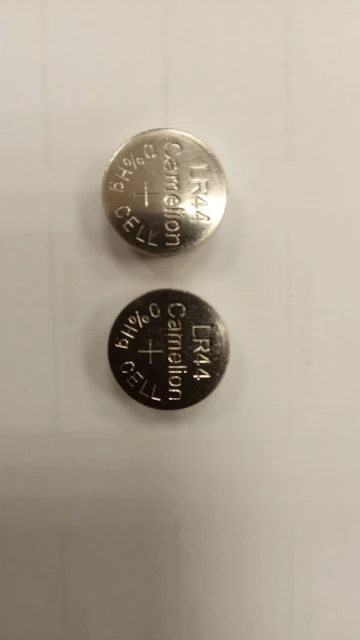 LR44
Camelion
+
0%Hg
CELL
LR44
Camelion
+
0%Hg
CELL